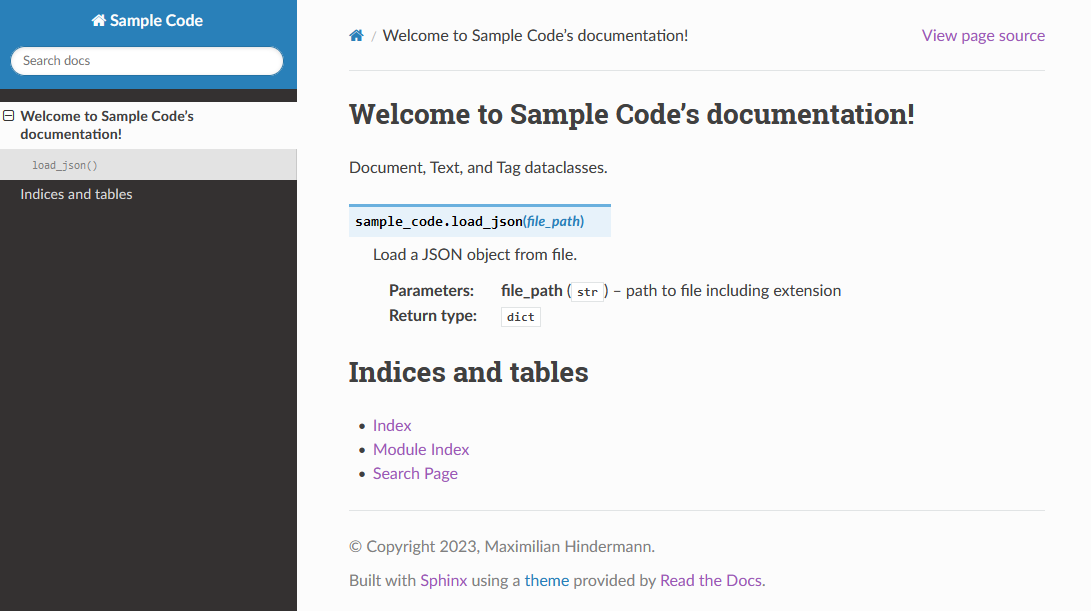 Sample Code
Search docs
Welcome to Sample Code’s
documentation!
load_json()
Indices and tables
/ Welcome to Sample Code’s documentation!
View page source
Welcome to Sample Code’s documentation!
Document, Text, and Tag dataclasses.
sample_code.load_json(file_path)
Load a JSON object from file.
Parameters: file_path (str) – path to file including extension
Return type: dict
Indices and tables
• Index
• Module Index
• Search Page
© Copyright 2023, Maximilian Hindermann.
Built with Sphinx using a theme provided by Read the Docs.